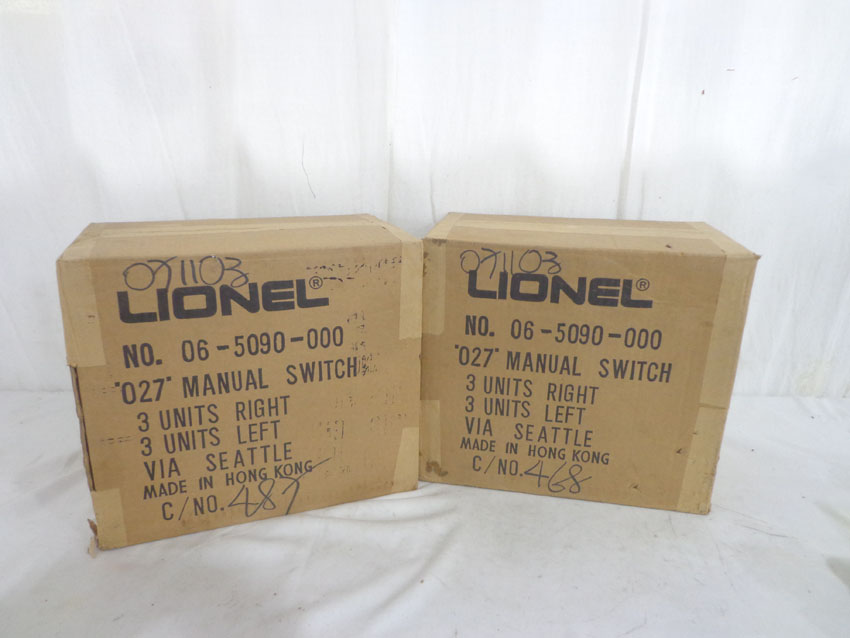 071103
LIONEL®
NO. 06-5090-000
"027" MANUAL SWITCH
3 UNITS RIGHT
3 UNITS LEFT
VIA SEATTLE
MADE IN HONG KONG
C/NO. 487
071103
LIONEL®
NO. 06-5090-000
"027" MANUAL SWITCH
3 UNITS RIGHT
3 UNITS LEFT
VIA SEATTLE
MADE IN HONG KONG
C/NO. 468